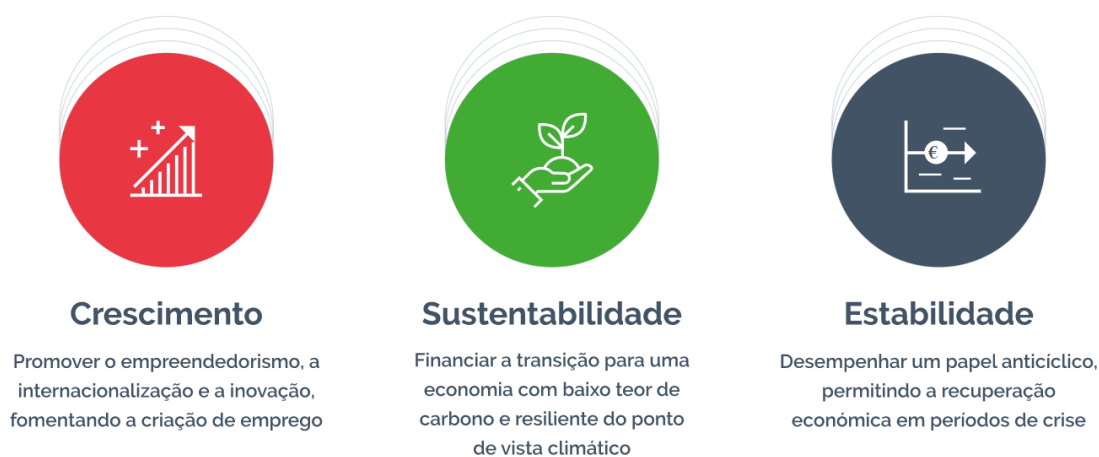 €
Crescimento
Promover o empreendedorismo, a
internacionalização e a inovação,
fomentando a criação de emprego
Sustentabilidade
Financiar a transição para uma
economia com baixo teor de
carbono e resiliente do ponto
de vista climático
Estabilidade
Desempenhar um papel anticíclico,
permitindo a recuperação
económica em períodos de crise